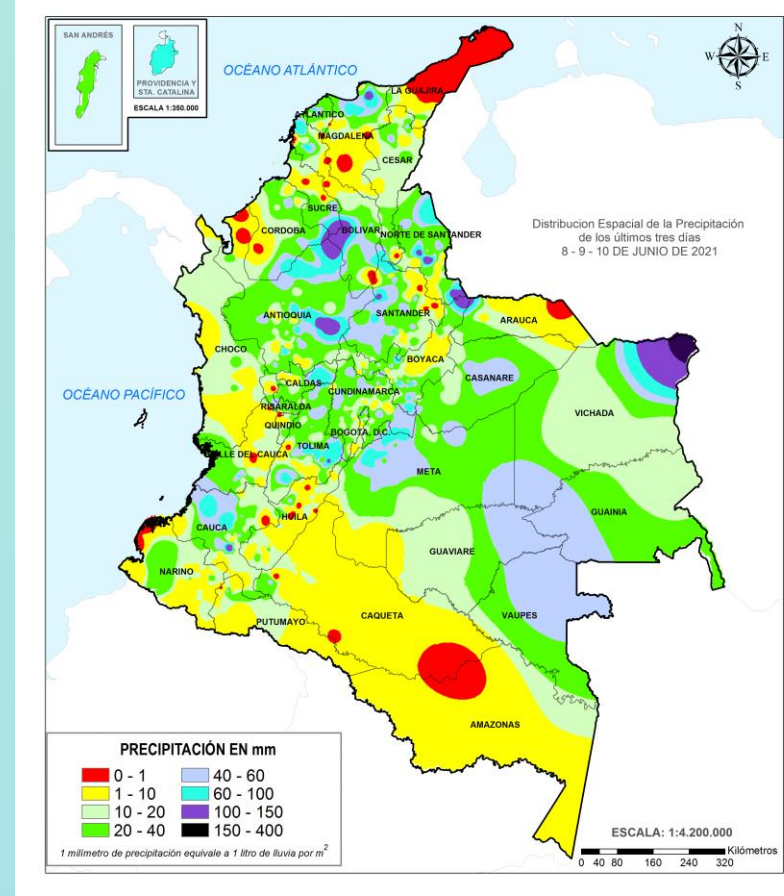 SAN ANDRÉS
PROVIDENCIA Y
STA. CATALINA
ESCALA 1:350.000
OCÉANO ATLÁNTICO
N
W
E
S
LA GUAJIRA
ATLANTICO
MAGDALENA
CESAR
SUCRE
CORDOBA
BOLIVAR
NORTE DE SANTANDER
Distribucion Espacial de la Precipitación
de los últimos tres días
8 - 9 - 10 DE JUNIO DE 2021
ANTIOQUIA
SANTANDER
ARAUCA
CHOCO
BOYACA
CASANARE
OCÉANO PACÍFICO
CALDAS
CUNDINAMARCA
RISARALDA
VICHADA
QUINDIO
BOGOTA, D.C.
TOLIMA
VALLE DEL CAUCA
META
GUAINIA
CAUCA
HUILA
GUAVIARE
NARINO
VAUPES
CAQUETA
PUTUMAYO
AMAZONAS
PRECIPITACIÓN EN mm
0 - 1
40 - 60
1 - 10
60 - 100
10 - 20
100 - 150
20 - 40
150 - 400
1 milímetro de precipitación equivale a 1 litro de lluvia por m²
ESCALA: 1:4.200.000
Kilómetros
0 40 80 160 240 320